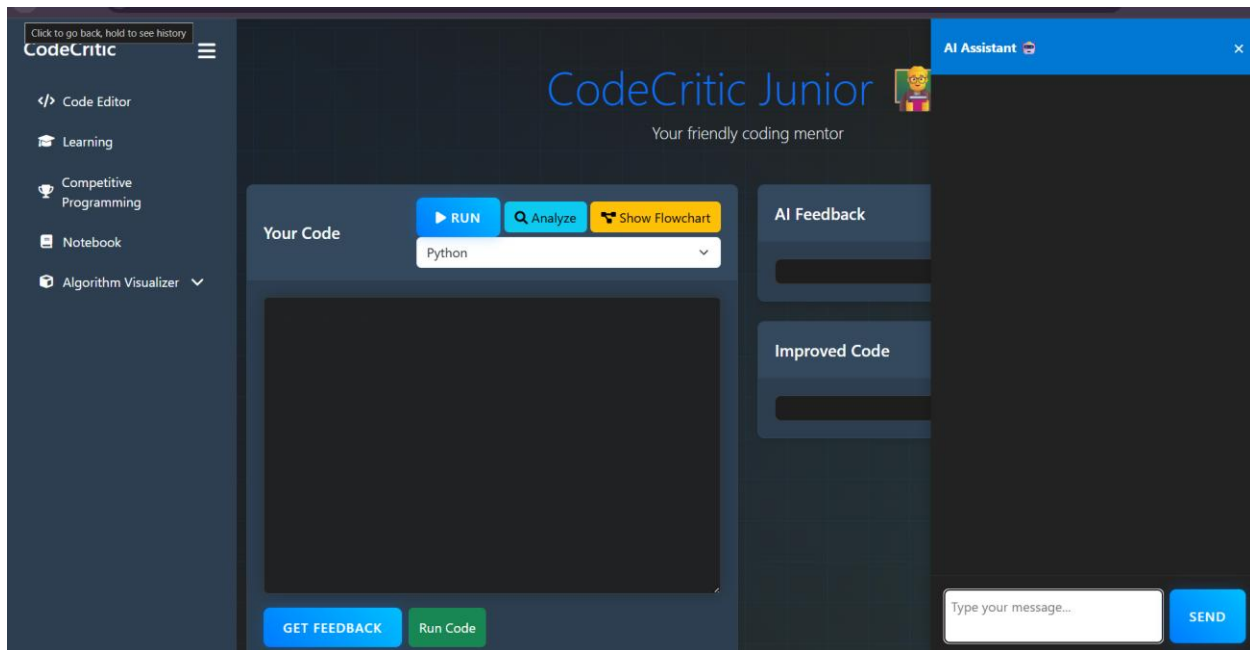 Click to go back, hold to see history
CodeCritic
</> Code Editor
Learning
Competitive
Programming
Notebook
Algorithm Visualizer
CodeCritic Junior
Your friendly coding mentor
Your Code
RUN
Analyze
Show Flowchart
Python
GET FEEDBACK
Run Code
AI Feedback
Improved Code
AI Assistant
×
Type your message...
SEND